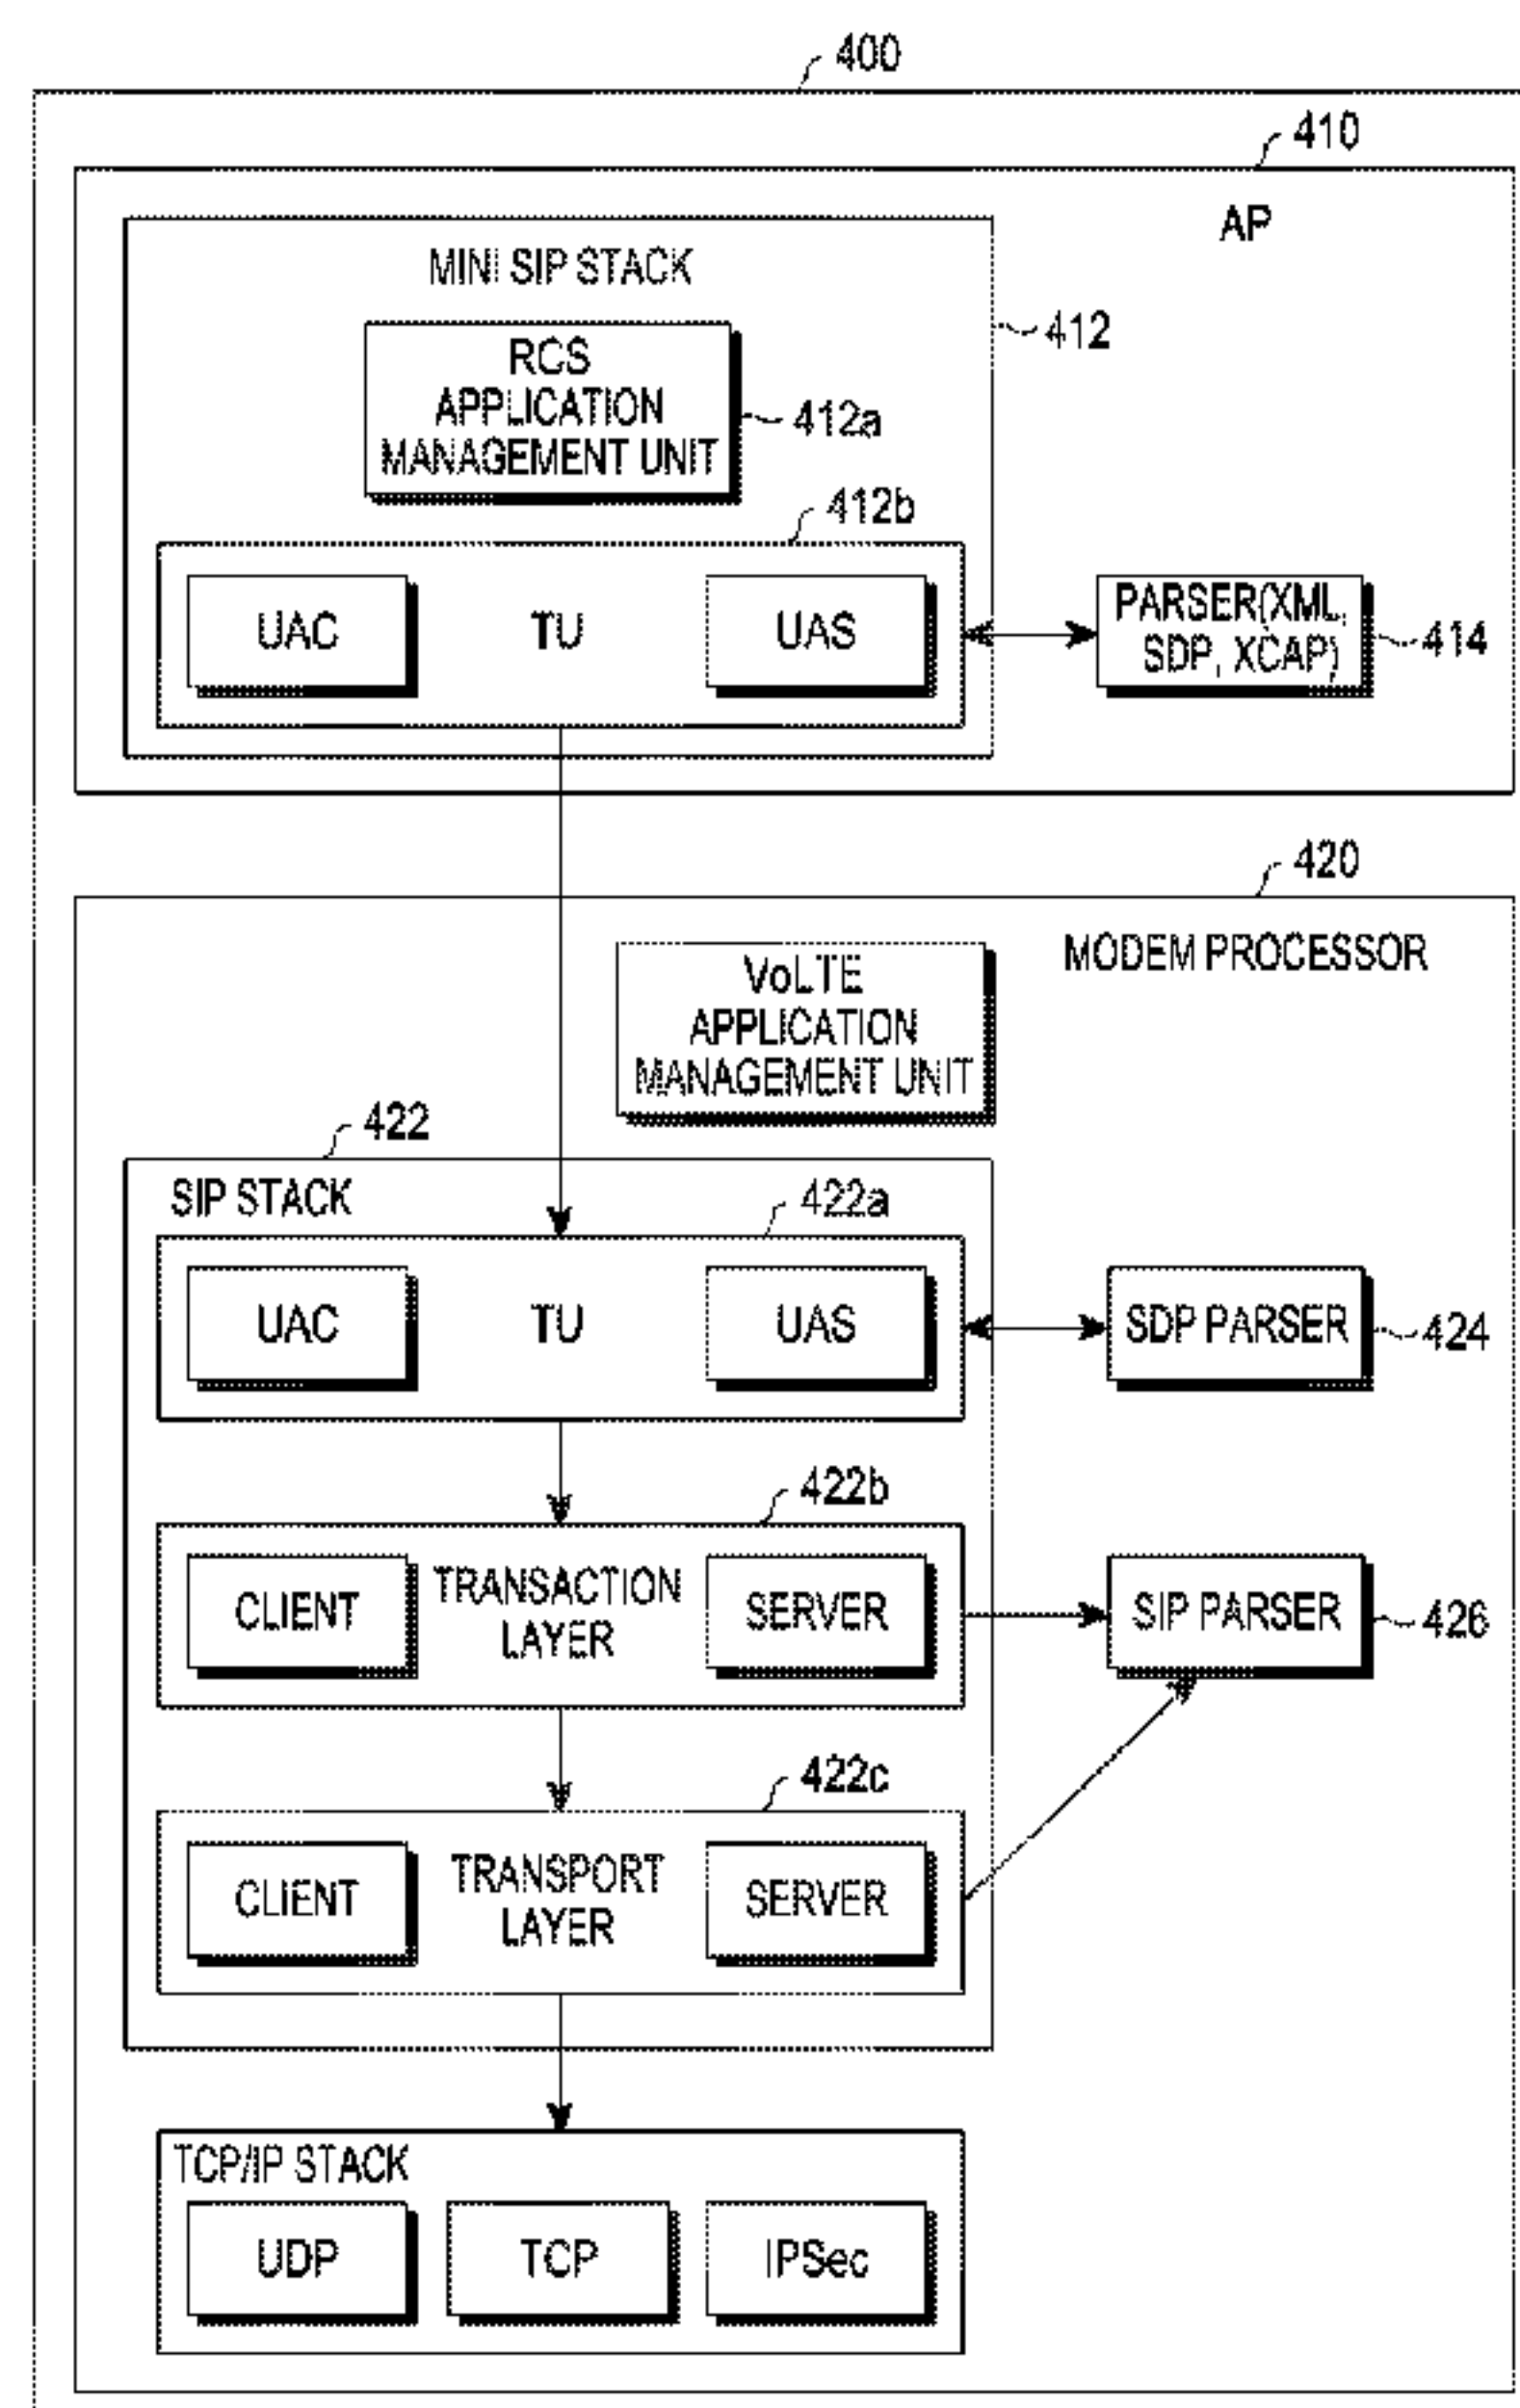 400
410
AP
MINI SIP STACK
412
RCS
APPLICATION
MANAGEMENT UNIT
412a
412b
UAC
TU
UAS
PARSER(XML,
SDP, XCAP)
414
420
MODEM PROCESSOR
VoLTE
APPLICATION
MANAGEMENT UNIT
422
SIP STACK
422a
UAC
TU
UAS
SDP PARSER
424
422b
CLIENT
TRANSACTION
LAYER
SERVER
SIP PARSER
426
422c
CLIENT
TRANSPORT
LAYER
SERVER
TCP/IP STACK
UDP
TCP
IPSec